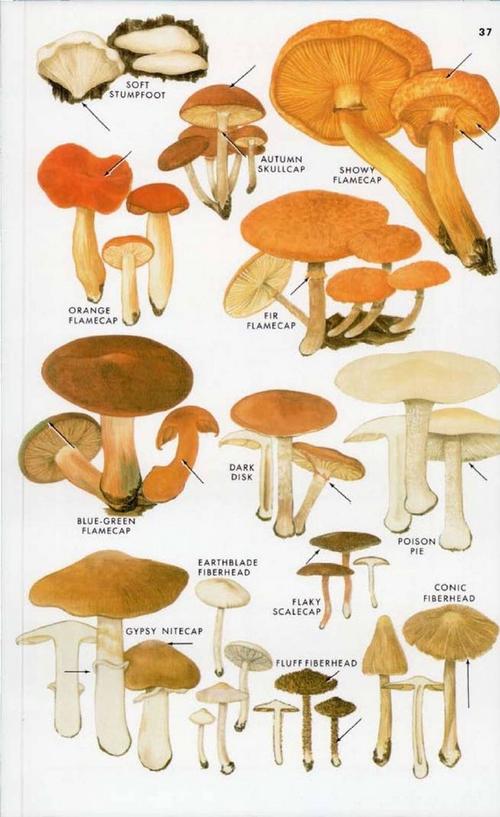 37
SOFT
STUMPFOOT
AUTUMN
SKULLCAP
SHOWY
FLAMECAP
ORANGE
FLAMECAP
FIR
FLAMECAP
BLUE-GREEN
FLAMECAP
DARK
DISK
POISON
PIE
EARTHBLADE
FIBERHEAD
FLAKY
SCALECAP
CONIC
FIBERHEAD
GYPSY NITECAP
FLUFF FIBERHEAD